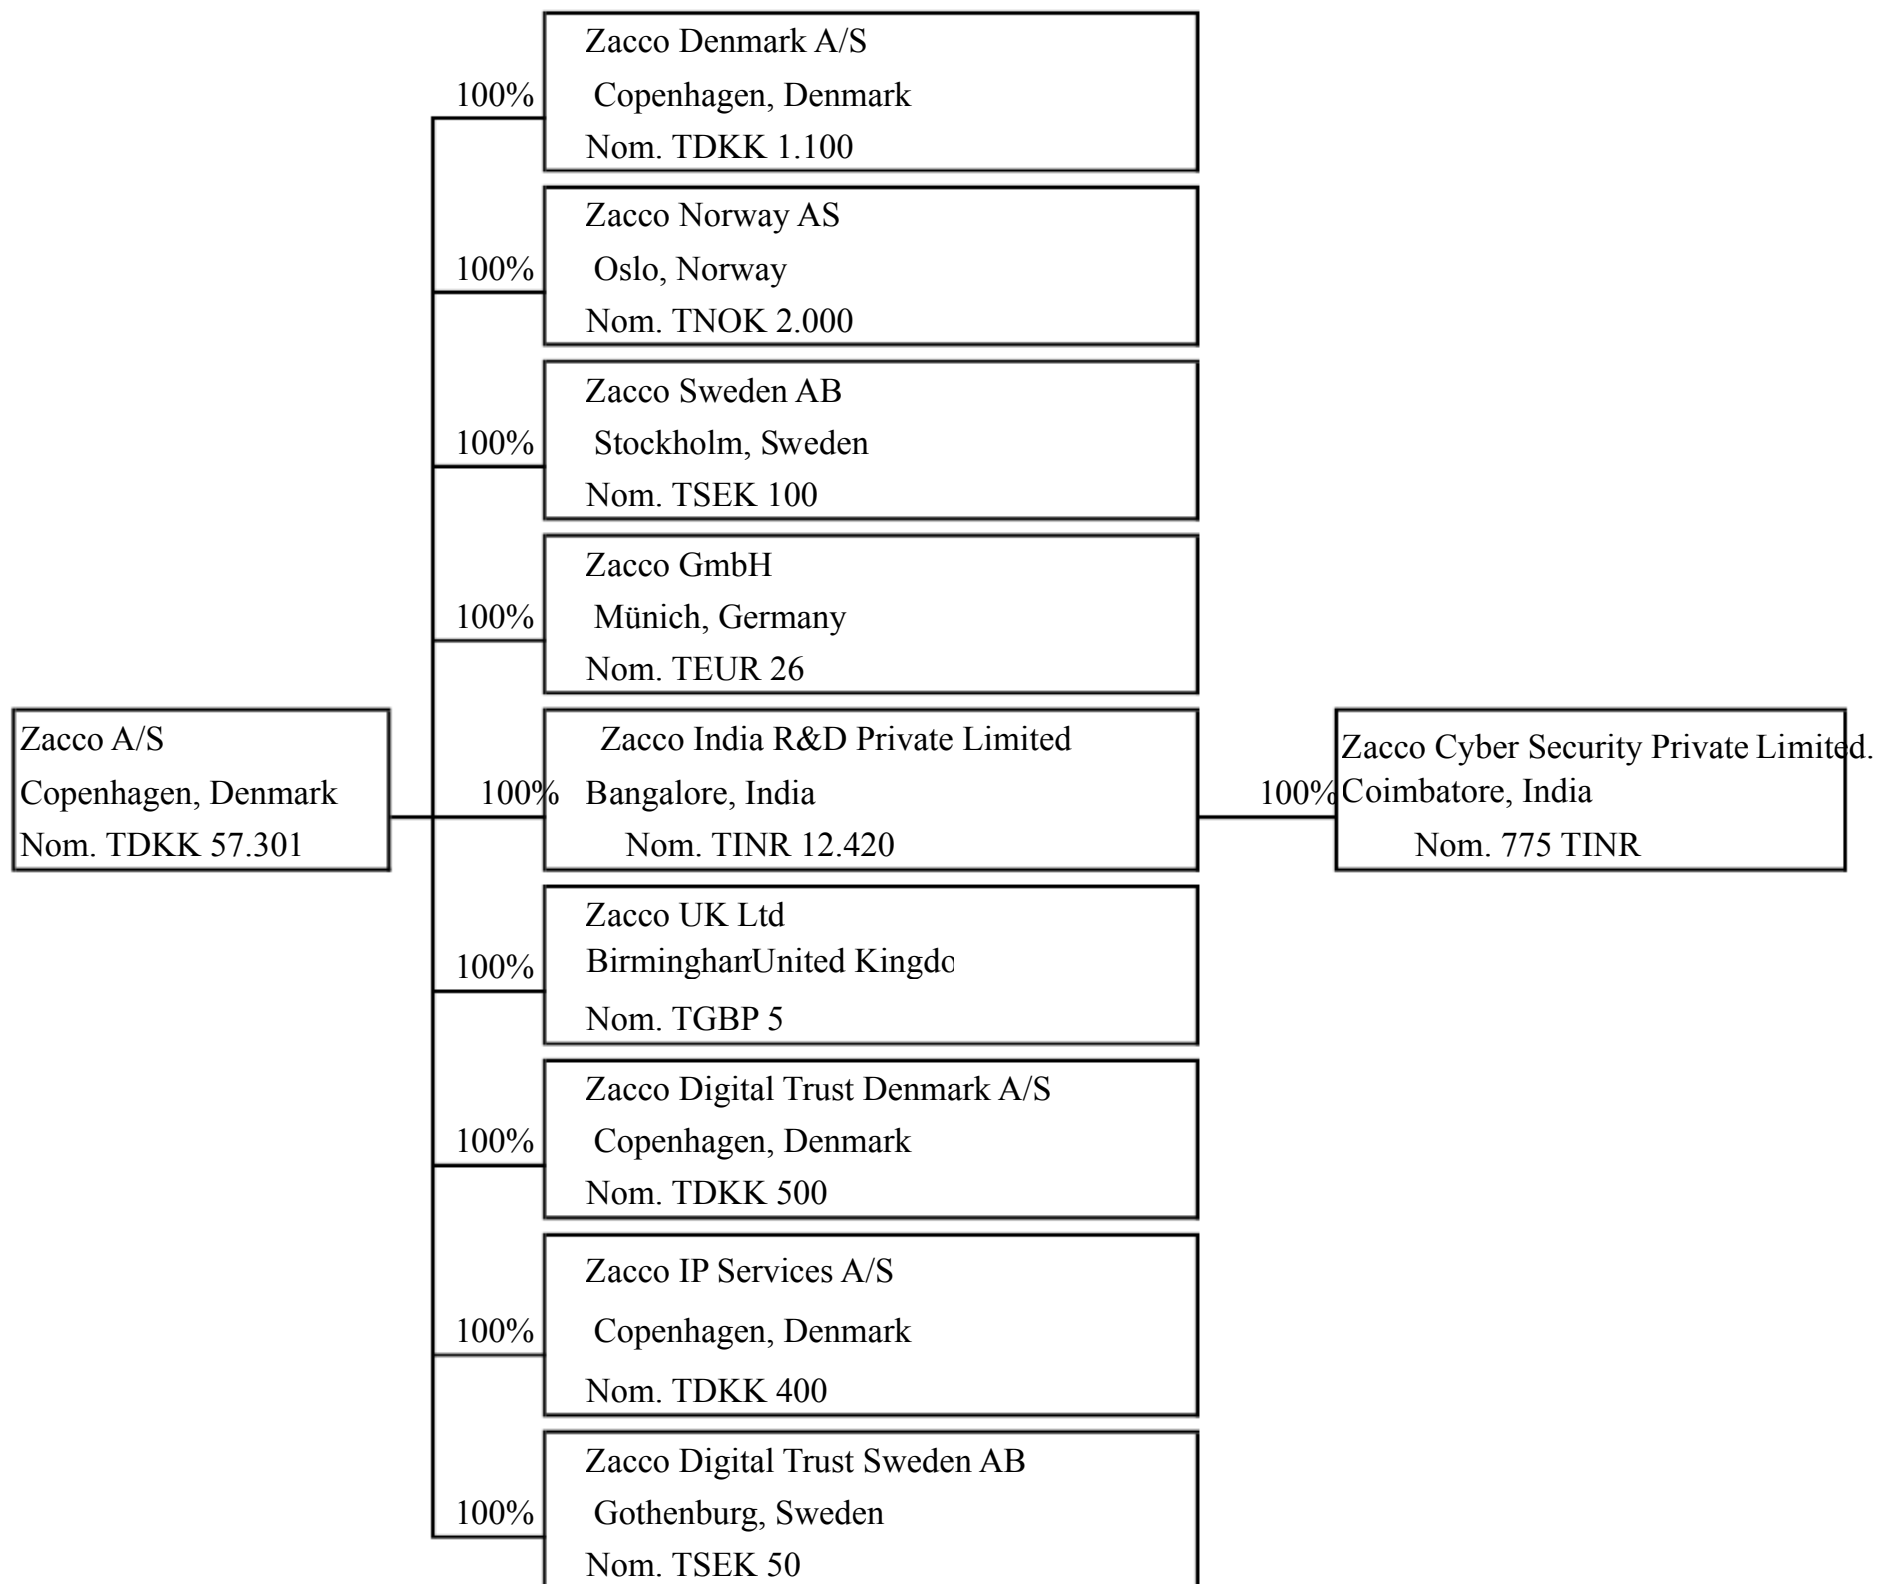 Zacco Denmark A/S
100%
Copenhagen, Denmark
Nom. TDKK 1.100
Zacco Norway AS
100%
Oslo, Norway
Nom. TNOK 2.000
Zacco Sweden AB
100%
Stockholm, Sweden
Nom. TSEK 100
Zacco GmbH
100%
Münich, Germany
Nom. TEUR 26
Zacco A/S
Copenhagen, Denmark
Nom. TDKK 57.301
Zacco India R&D Private Limited
100%
Bangalore, India
Nom. TINR 12.420
Zacco Cyber Security Private Limited.
100%
Coimbatore, India
Nom. 775 TINR
Zacco UK Ltd
100%
United
Nom. TGBP 5
Zacco Digital Trust Denmark A/S
100%
Copenhagen, Denmark
Nom. TDKK 500
Zacco IP Services A/S
100%
Copenhagen, Denmark
Nom. TDKK 400
Zacco Digital Trust Sweden AB
100%
Gothenburg, Sweden
Nom. TSEK 50